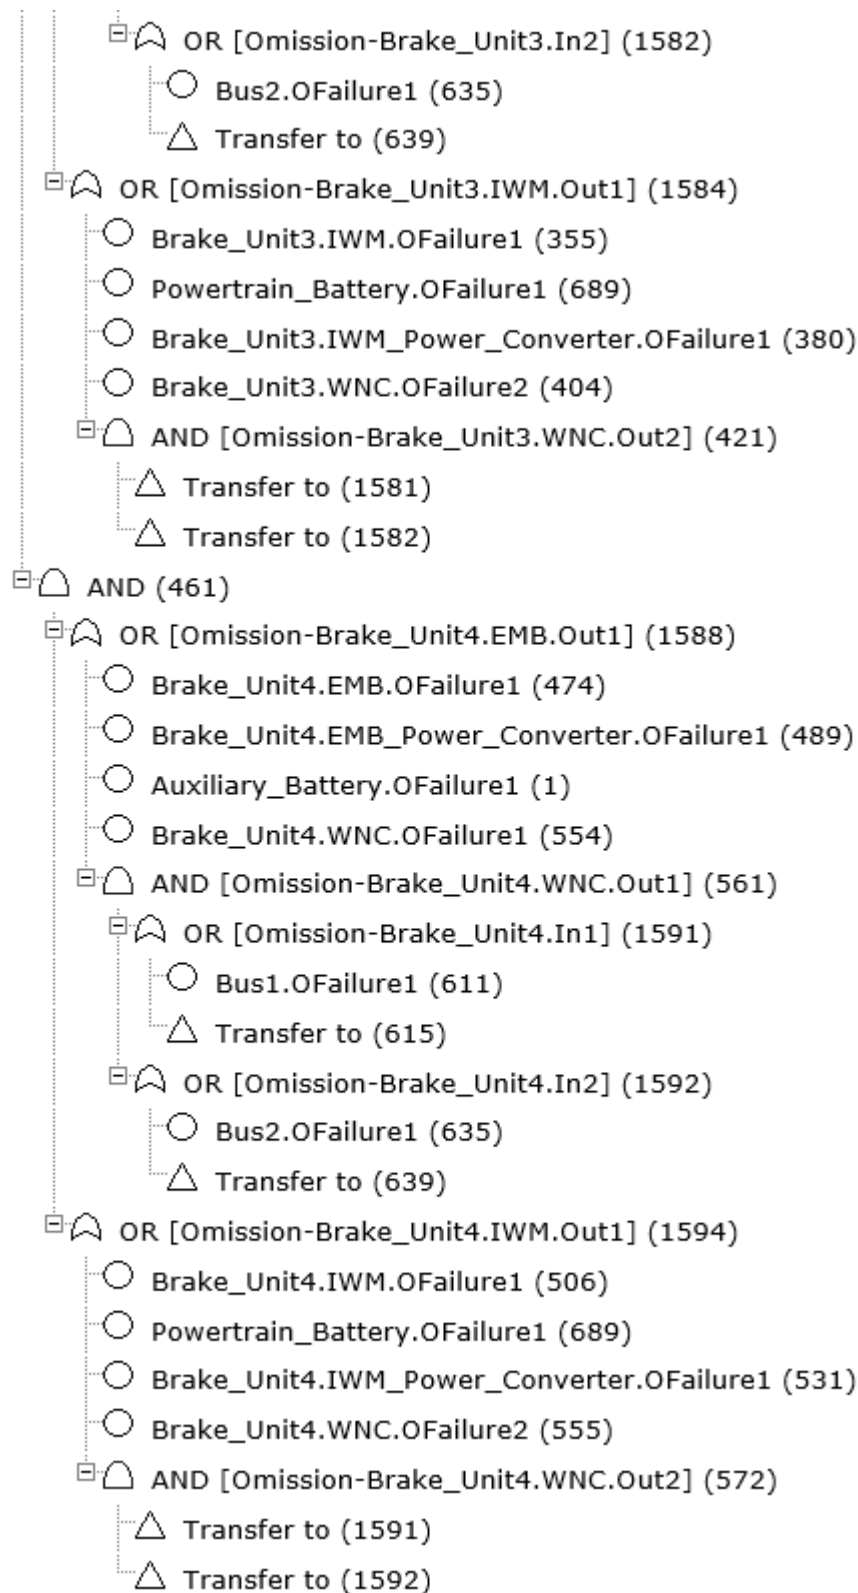 OR [Omission-Brake_Unit3.In2] (1582)
Bus2.OFailure1 (635)
Transfer to (639)
OR [Omission-Brake_Unit3.IWM.Out1] (1584)
Brake_Unit3.IWM.OFailure1 (355)
Powertrain_Battery.OFailure1 (689)
Brake_Unit3.IWM_Power_Converter.OFailure1 (380)
Brake_Unit3.WNC.OFailure2 (404)
AND [Omission-Brake_Unit3.WNC.Out2] (421)
Transfer to (1581)
Transfer to (1582)
AND (461)
OR [Omission-Brake_Unit4.EMB.Out1] (1588)
Brake_Unit4.EMB.OFailure1 (474)
Brake_Unit4.EMB_Power_Converter.OFailure1 (489)
Auxiliary_Battery.OFailure1 (1)
Brake_Unit4.WNC.OFailure1 (554)
AND [Omission-Brake_Unit4.WNC.Out1] (561)
OR [Omission-Brake_Unit4.In1] (1591)
Bus1.OFailure1 (611)
Transfer to (615)
OR [Omission-Brake_Unit4.In2] (1592)
Bus2.OFailure1 (635)
Transfer to (639)
OR [Omission-Brake_Unit4.IWM.Out1] (1594)
Brake_Unit4.IWM.OFailure1 (506)
Powertrain_Battery.OFailure1 (689)
Brake_Unit4.IWM_Power_Converter.OFailure1 (531)
Brake_Unit4.WNC.OFailure2 (555)
AND [Omission-Brake_Unit4.WNC.Out2] (572)
Transfer to (1591)
Transfer to (1592)